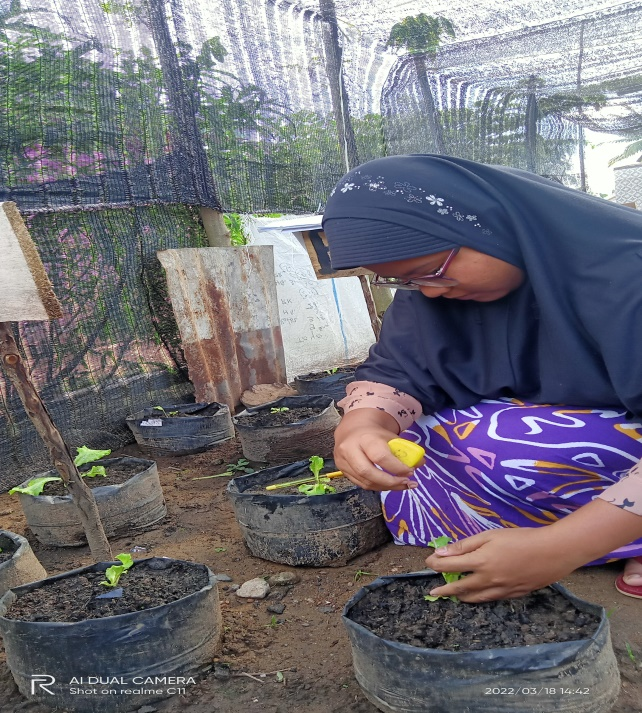 R
AI DUAL CAMERA
Shot on realme C11
2022/03/18 14:42